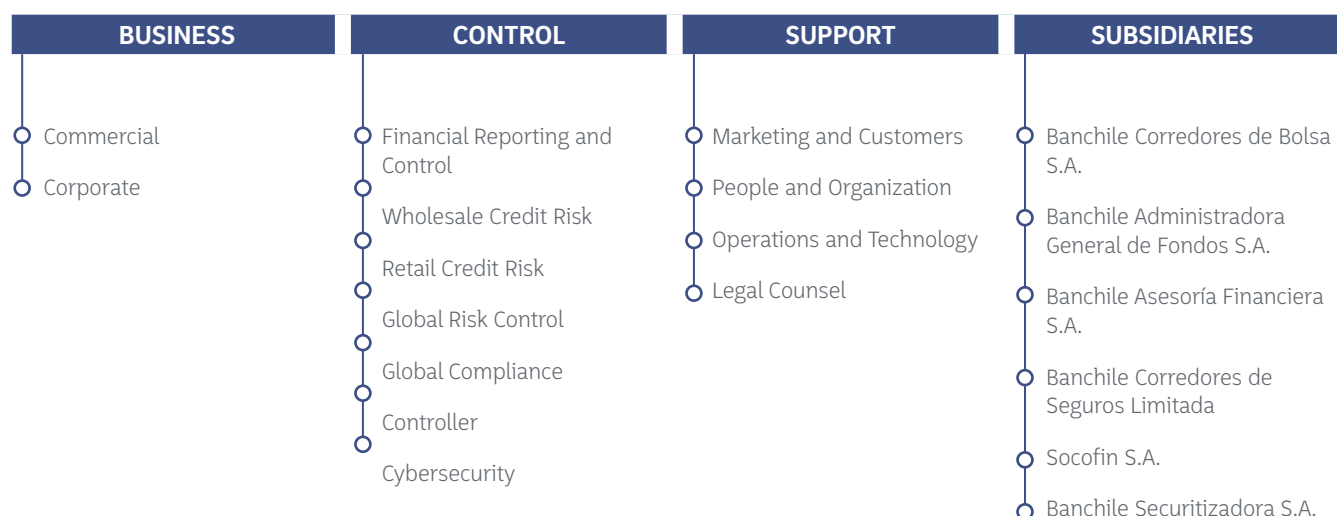 BUSINESS
Commercial
Corporate
CONTROL
Financial Reporting and
Control
Wholesale Credit Risk
Retail Credit Risk
Global Risk Control
Global Compliance
Controller
Cybersecurity
SUPPORT
Marketing and Customers
People and Organization
Operations and Technology
Legal Counsel
SUBSIDIARIES
Banchile Corredores de Bolsa
S.A.
Banchile Administradora
General de Fondos S.A.
Banchile Asesoría Financiera
S.A.
Banchile Corredores de
Seguros Limitada
Socofin S.A.
Banchile Securitizadora S.A.